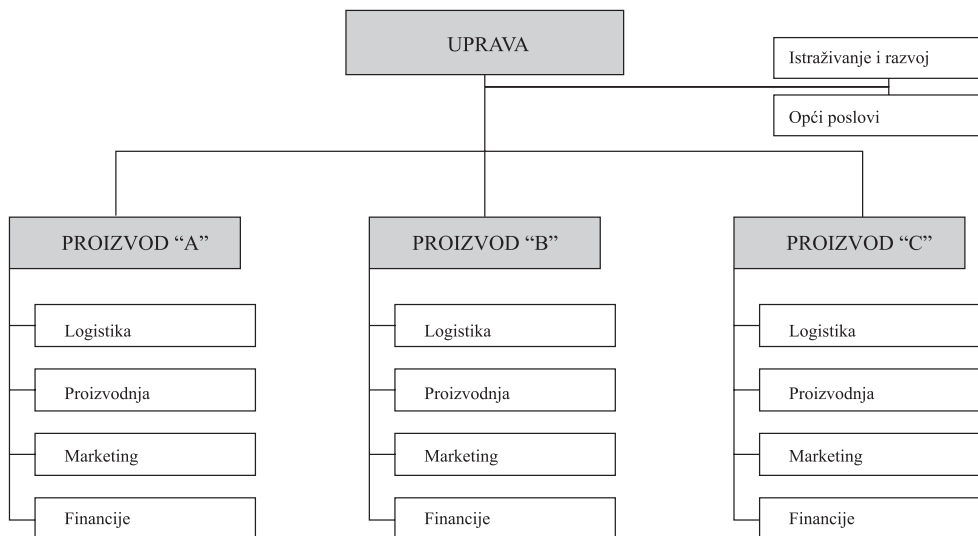 UPRAVA
Istraživanje i razvoj
Opći poslovi
PROIZVOD “A”
PROIZVOD “B”
PROIZVOD “C”
Logistika
Logistika
Logistika
Proizvodnja
Proizvodnja
Proizvodnja
Marketing
Marketing
Marketing
Financije
Financije
Financije